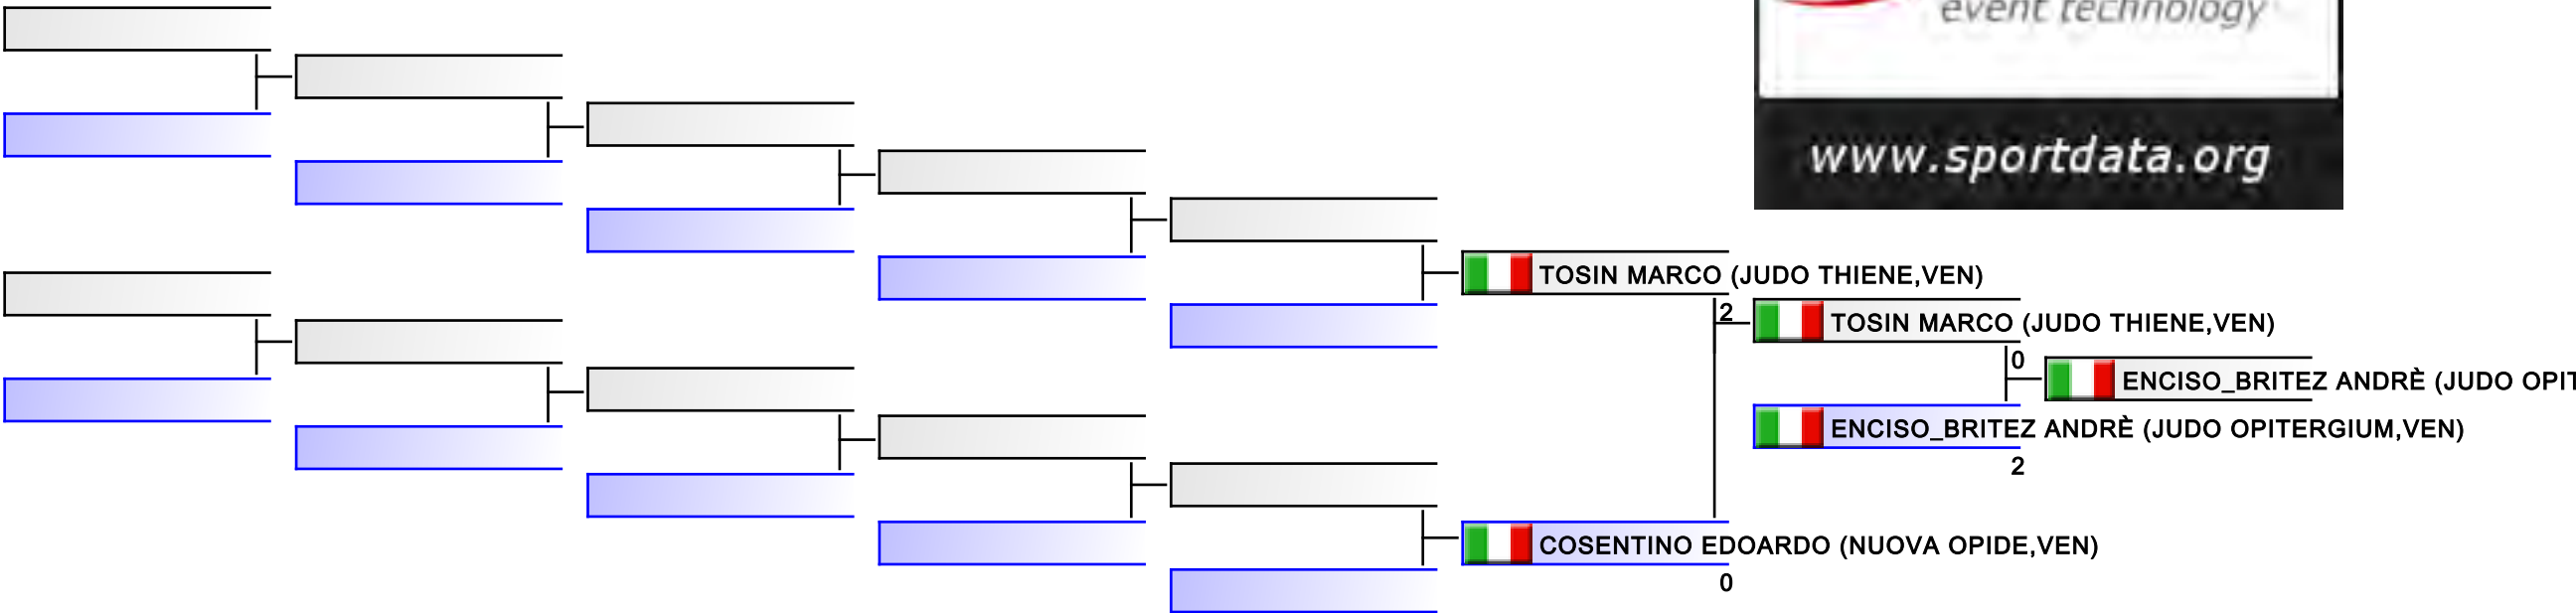 event technology
www.sportdata.org
TOSIN MARCO (JUDO THIENE,VEN)
2
TOSIN MARCO (JUDO THIENE,VEN)
0
ENCISO_BRITEZ ANDRÈ (JUDO OPIT
ENCISO_BRITEZ ANDRÈ (JUDO OPITERGIUM,VEN)
2
COSENTINO EDOARDO (NUOVA OPIDE,VEN)
0